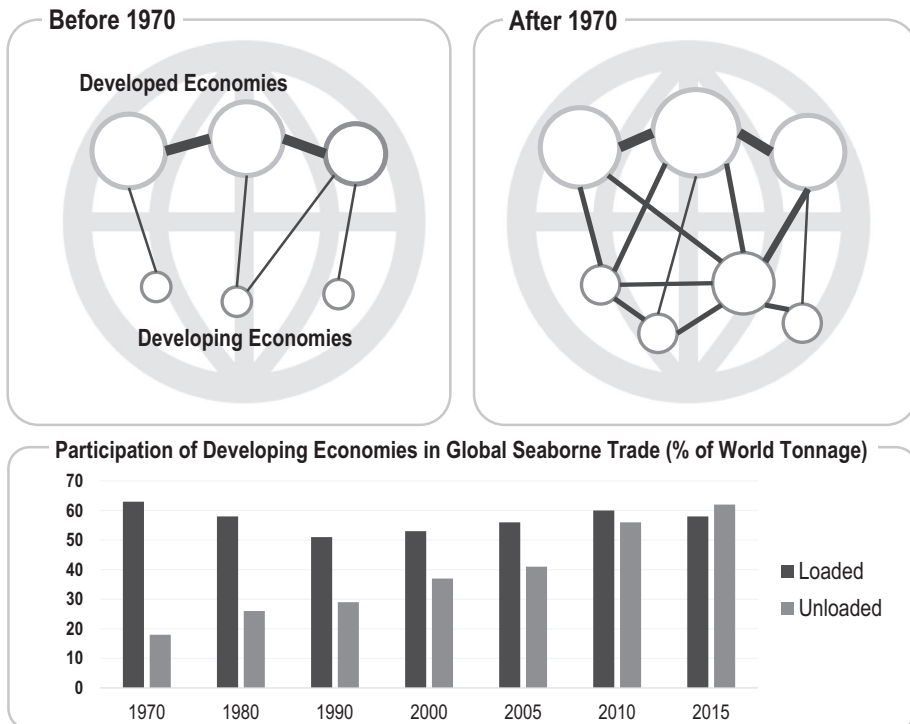 Before 1970
Developed Economies
Developing Economies
After 1970
Participation of Developing Economies in Global Seaborne Trade (% of World Tonnage)
70
60
50
40
30
20
10
0
1970 1980 1990 2000 2005 2010 2015
Loaded
Unloaded